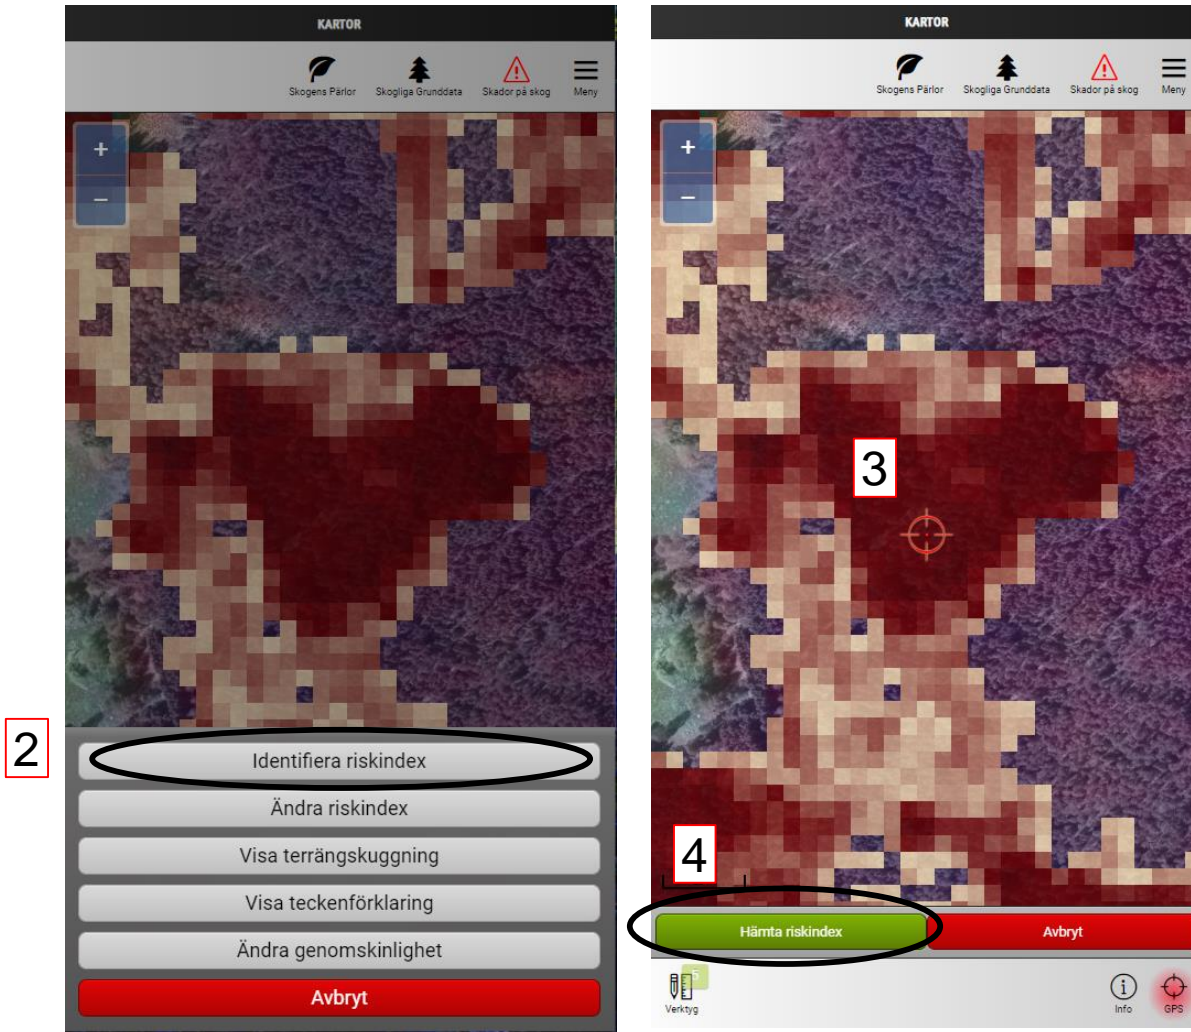 KARTOR
Skogens Pärlor
Skogliga Grunddata
Skador på skog
Meny
+
−
2
Identifiera riskindex
Ändra riskindex
Visa terrängskuggning
Visa teckenförklaring
Ändra genomskinlighet
Avbryt
KARTOR
Skogens Pärlor
Skogliga Grunddata
Skador på skog
Meny
+
−
3
4
Hämta riskindex
Avbryt
5
Verktyg
Info
GPS